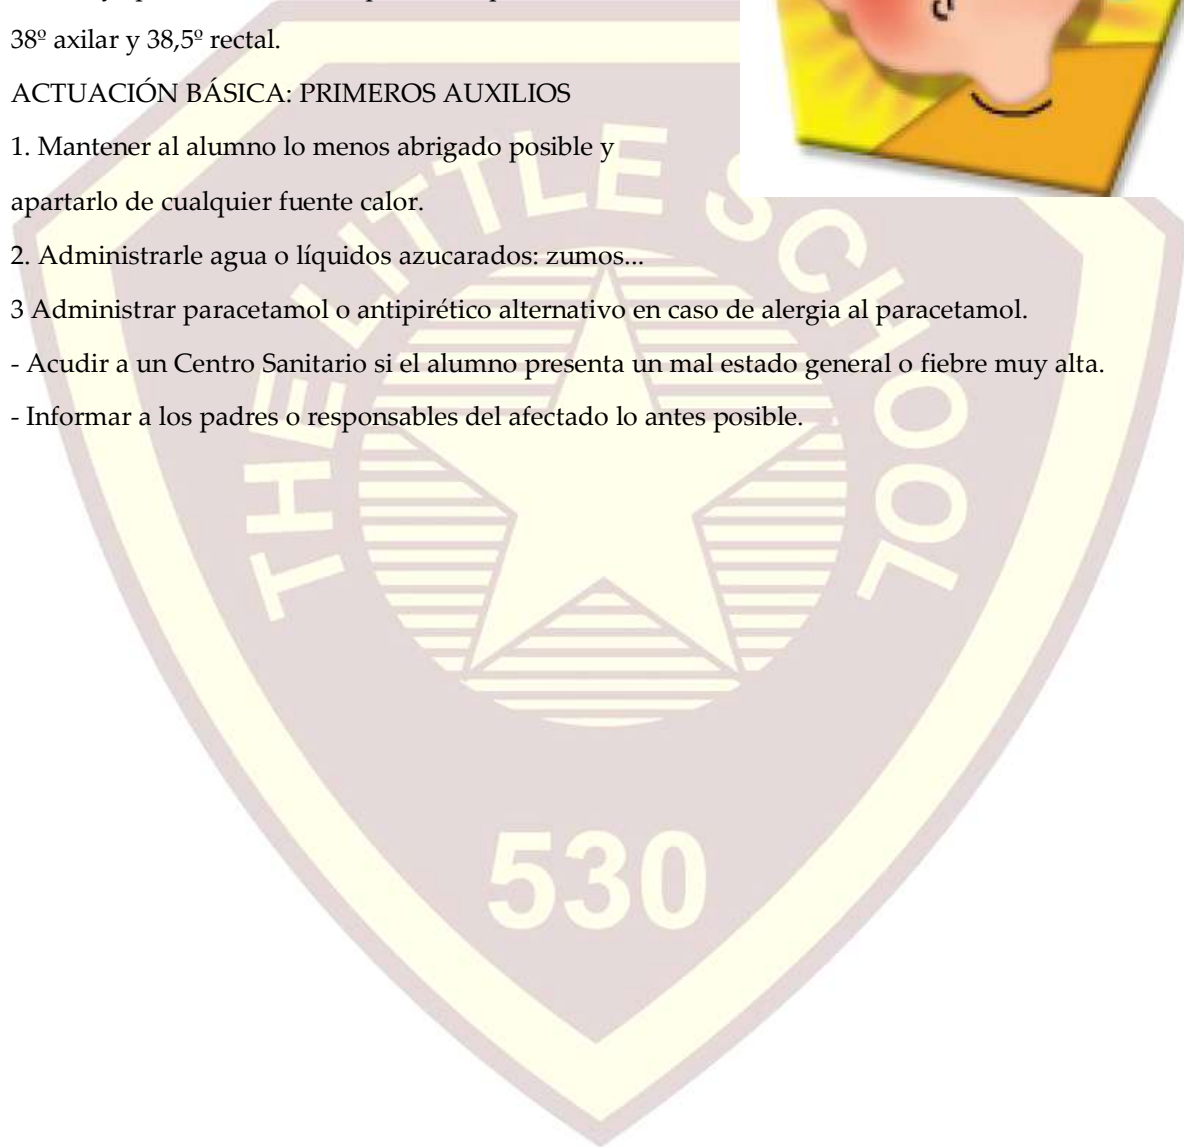 38º axilar y 38,5º rectal.
ACTUACIÓN BÁSICA: PRIMEROS AUXILIOS
1. Mantener al alumno lo menos abrigado posible y
apartarlo de cualquier fuente calor.
2. Administrarle agua o líquidos azucarados: zumos...
3 Administrar paracetamol o antipirético alternativo en caso de alergia al paracetamol.
- Acudir a un Centro Sanitario si el alumno presenta un mal estado general o fiebre muy alta.
- Informar a los padres o responsables del afectado lo antes posible.
THE LITTLE SCHOOL
530